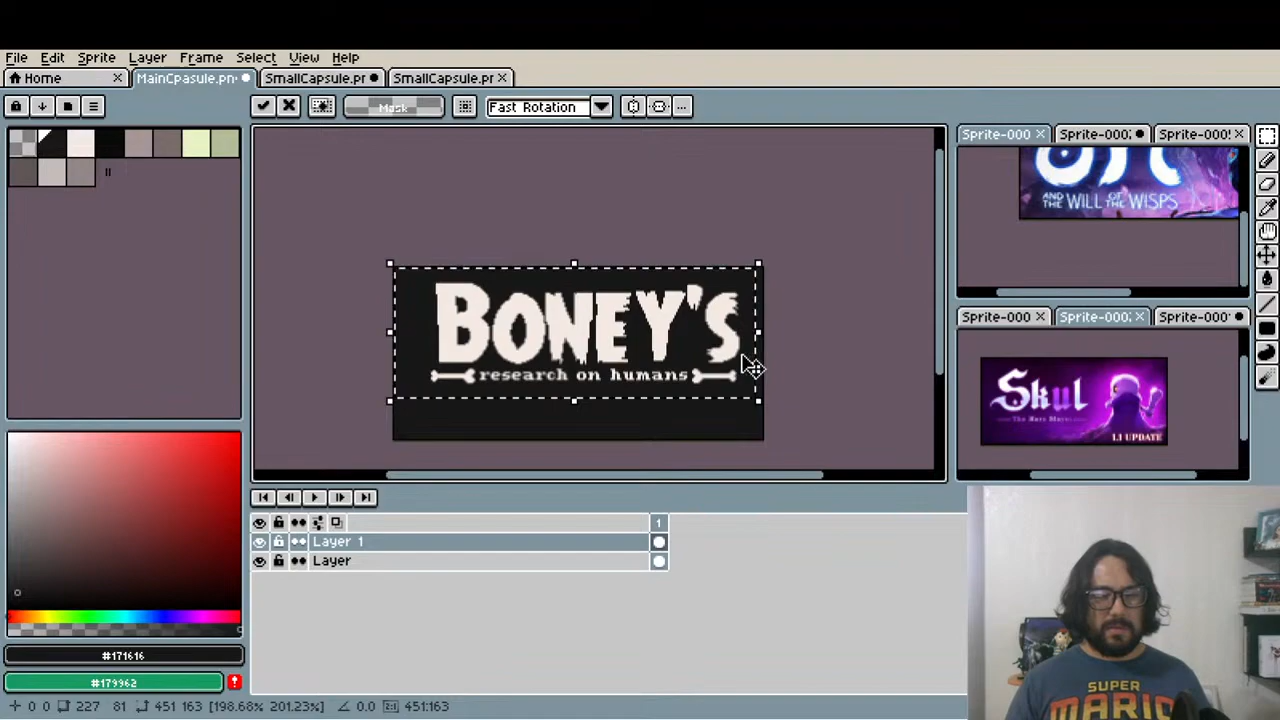 File Edit Sprite Layer Frame Select View Help
Home MainCpasule.pn SmallCapsule.pr SmallCapsule.pr
Mask Fast Rotation
Sprite-000 Sprite-000; Sprite-000!
AND THE WILL OF THE WISPS
BONEY'S
research on humans
Sprite-000 Sprite-000; Sprite-000
Skul
1.1 UPDATE
1
Layer 1
Layer
#171616
#179962
0 0 227 81 451 163 [198.68% 201.23%] 0.0 451:163
SUPER
MARIO